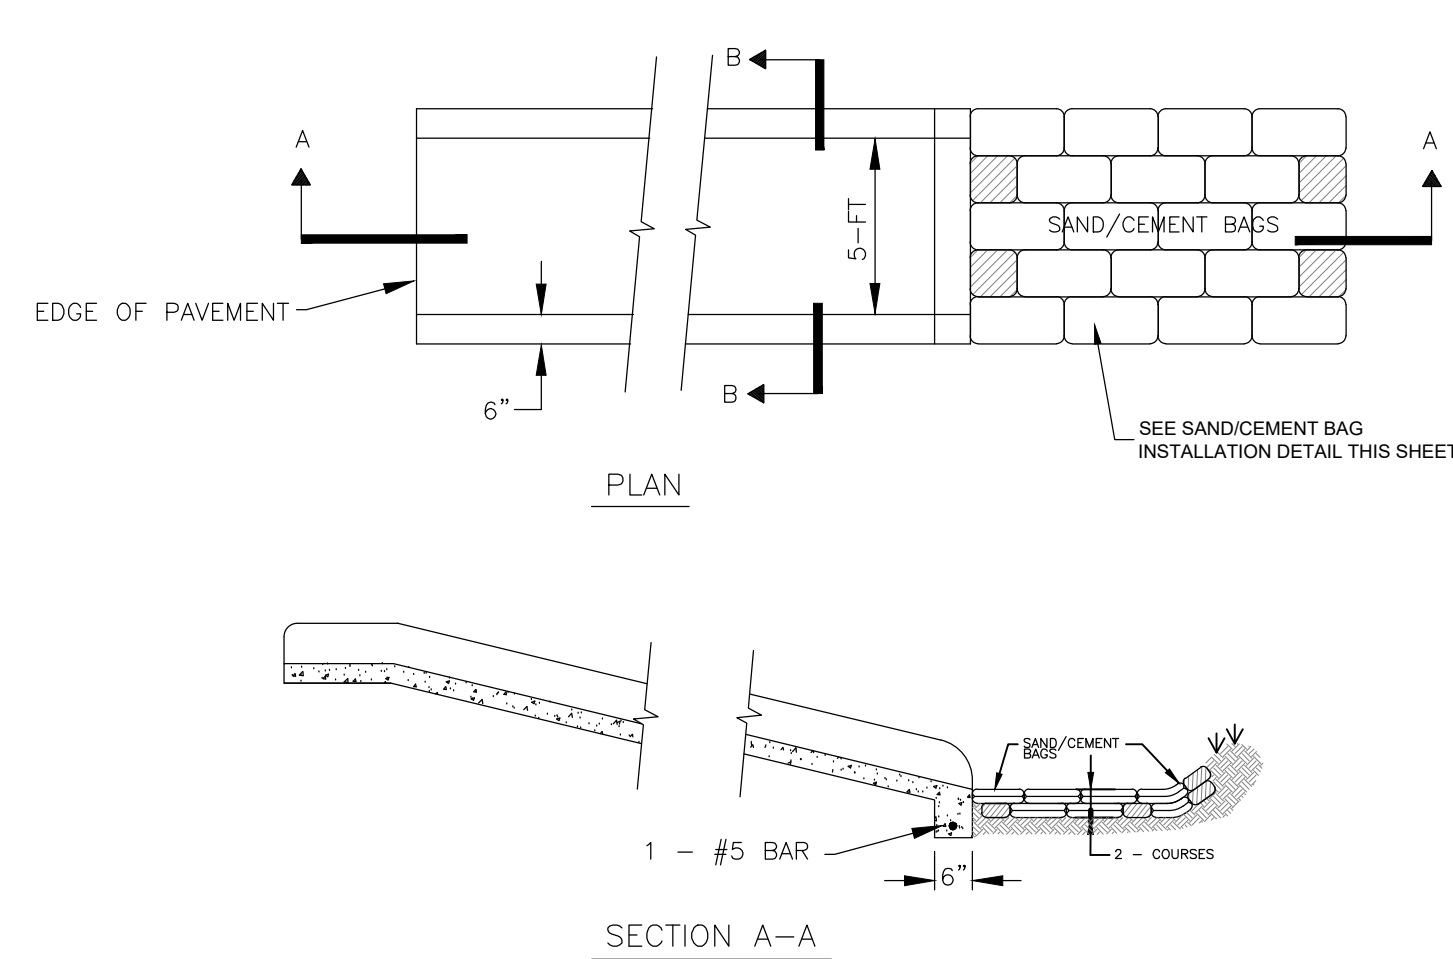 B
A
A
5-FT
SAND/CEMENT BAGS
EDGE OF PAVEMENT
B
6"
SEE SAND/CEMENT BAG
INSTALLATION DETAIL THIS SHEET
PLAN
SAND/CEMENT
BAGS
1 - #5 BAR
2 - COURSES
6"
SECTION A-A